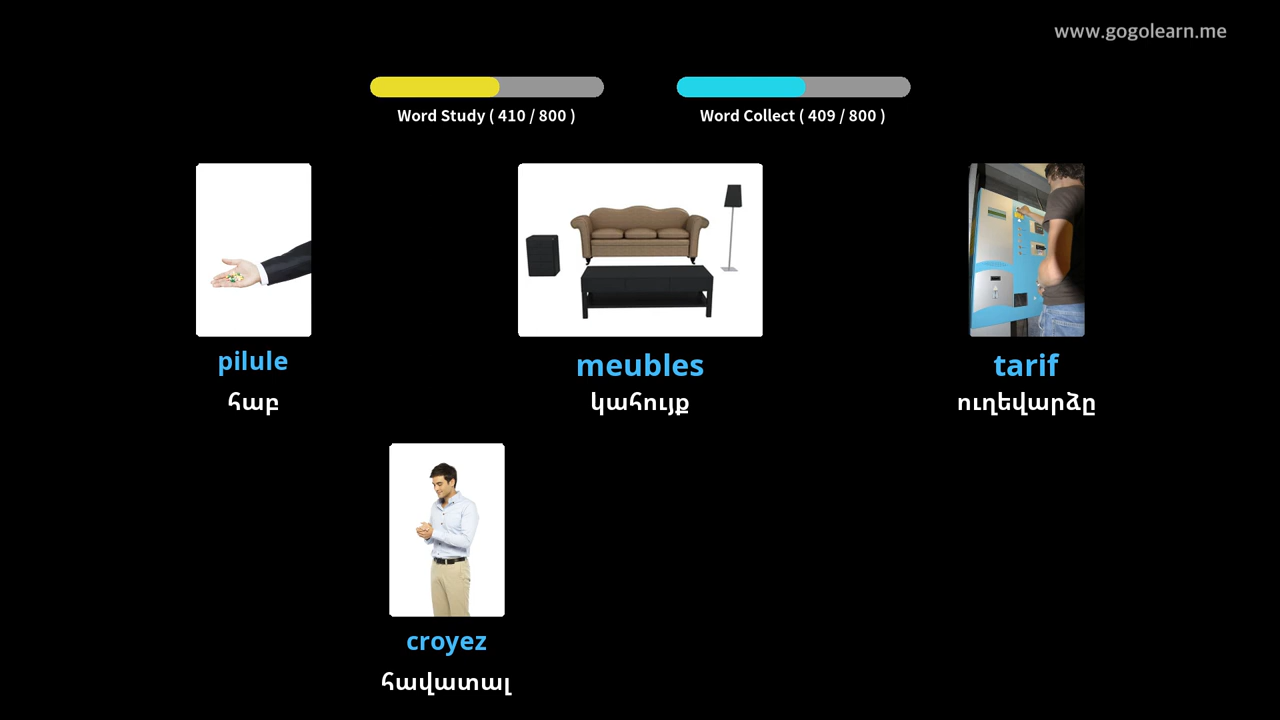 www.gogolearn.me
Word Study ( 410 / 800 )
Word Collect ( 409 / 800 )
pilule
հաբ
meubles
կահույք
tarif
ուղեվարձը
croyez
հավատալ